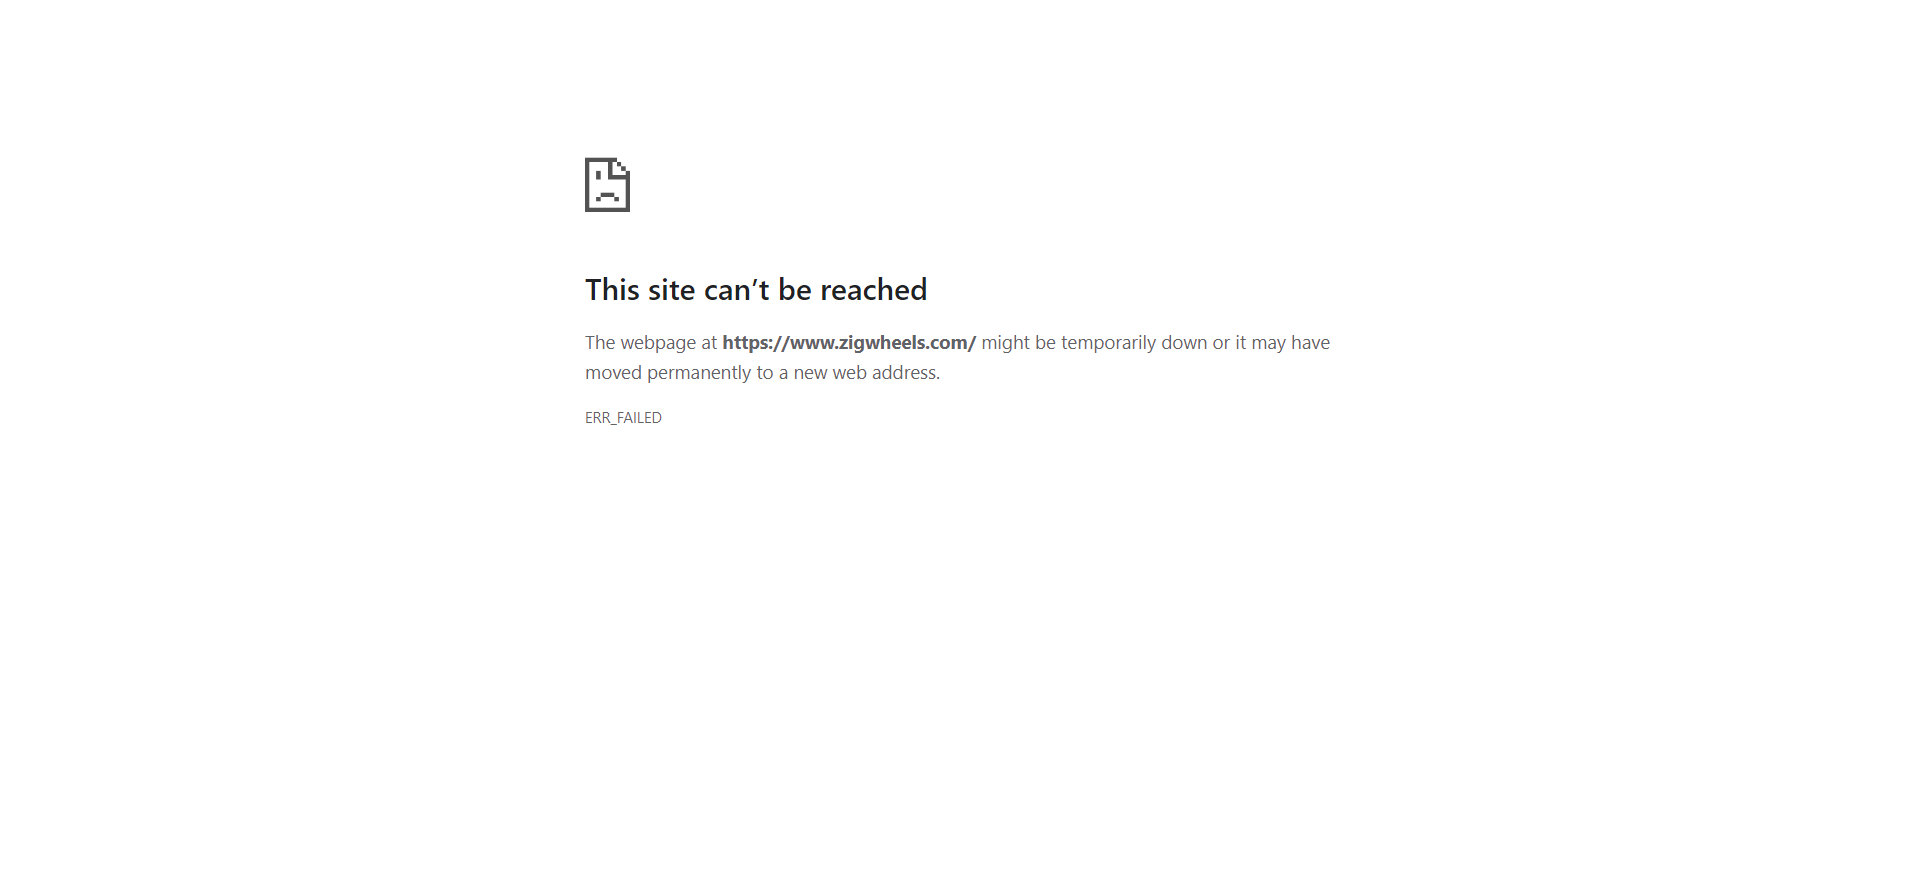 This site can’t be reached
The webpage at https://www.zigwheels.com/ might be temporarily down or it may have
moved permanently to a new web address.
ERR_FAILED